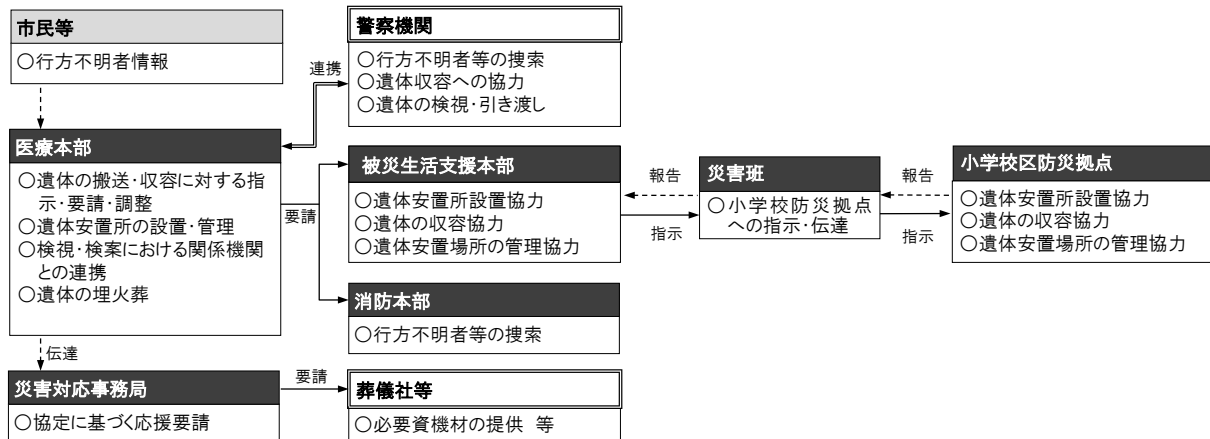 市民等
○行方不明者情報
警察機関
○行方不明者等の捜索
○遺体収容への協力
○遺体の検視・引き渡し
連携
医療本部
○遺体の搬送・収容に対する指
示・要請・調整
○遺体安置所の設置・管理
○検視・検案における関係機関
との連携
○遺体の埋火葬
要請
被災生活支援本部
○遺体安置所設置協力
○遺体の収容協力
○遺体安置場所の管理協力
報告
指示
災害班
○小学校防災拠点
への指示・伝達
報告
指示
小学校区防災拠点
○遺体安置所設置協力
○遺体の収容協力
○遺体安置場所の管理協力
消防本部
○行方不明者等の捜索
伝達
災害対応事務局
○協定に基づく応援要請
要請
葬儀社等
○必要資機材の提供 等